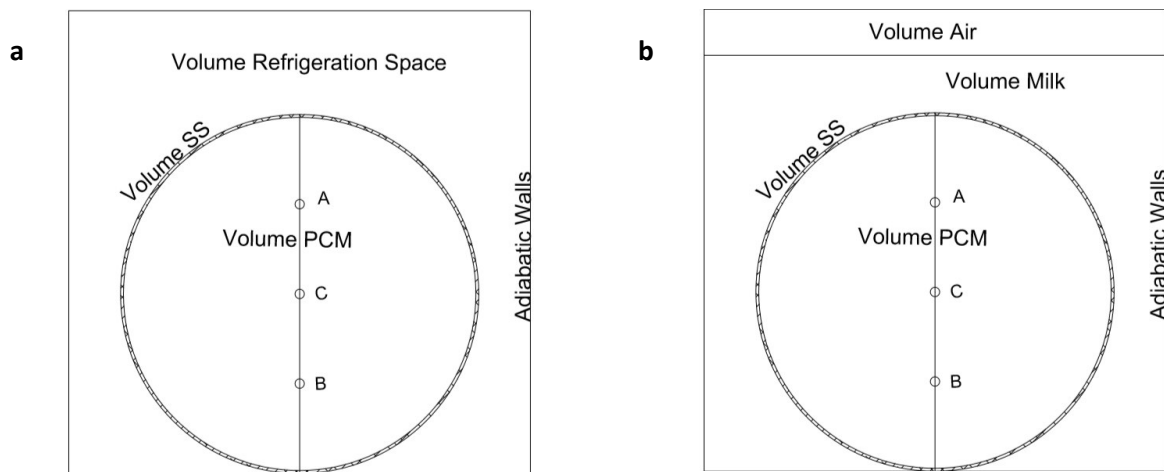 a
Volume Refrigeration Space
Volume SS
A
Volume PCM
C
B
Adiabatic Walls
b
Volume Air
Volume Milk
Volume SS
A
Volume PCM
C
B
Adiabatic Walls